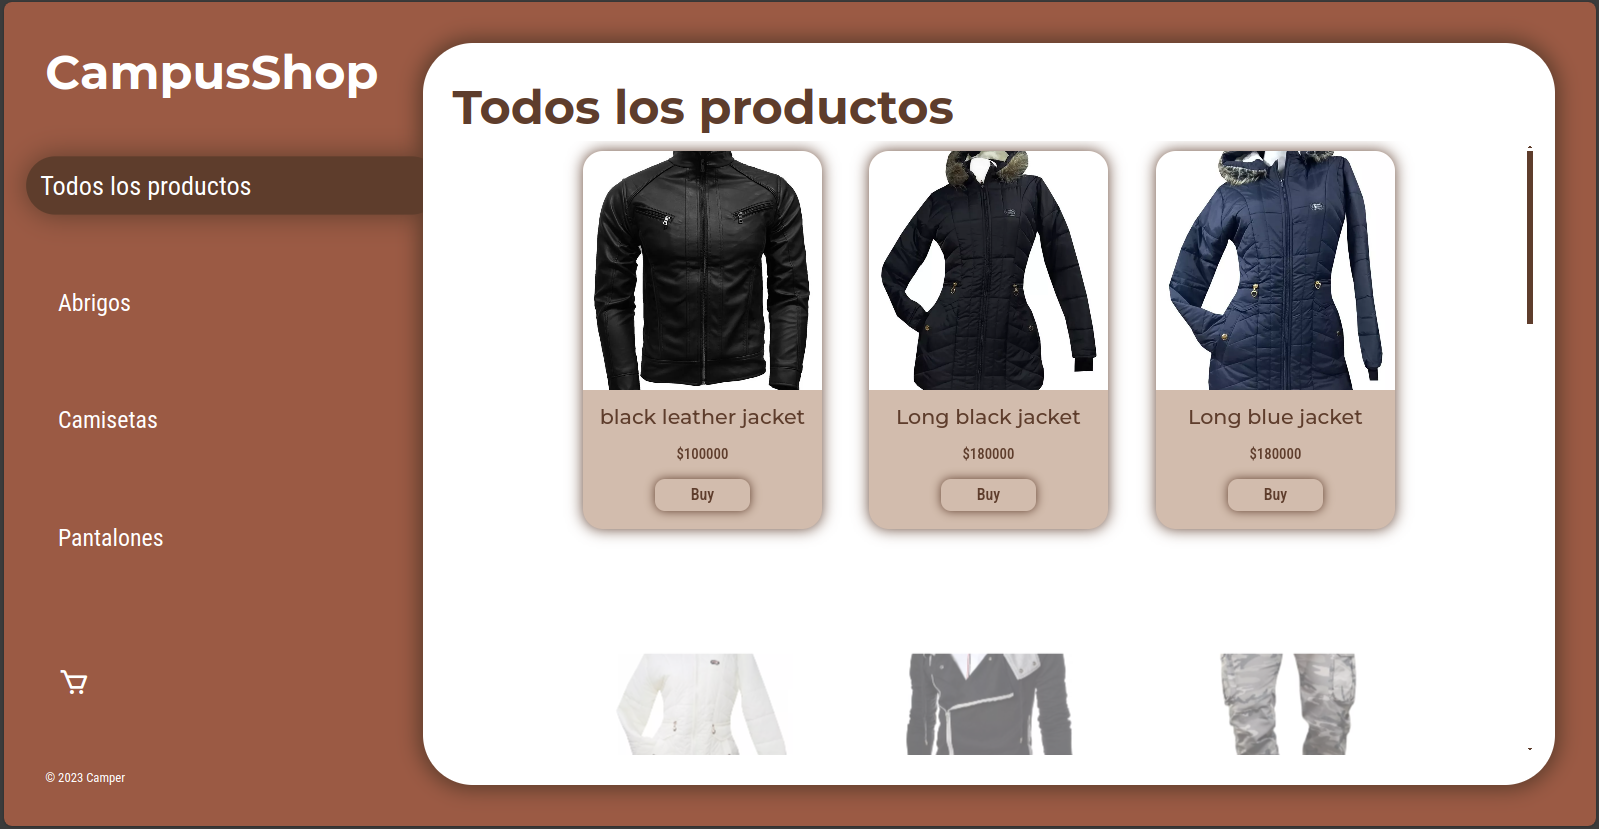 CampusShop
Todos los productos
Abrigos
Camisetas
Pantalones
© 2023 Camper
Todos los productos
black leather jacket
$100000
Buy
Long black jacket
$180000
Buy
Long blue jacket
$180000
Buy